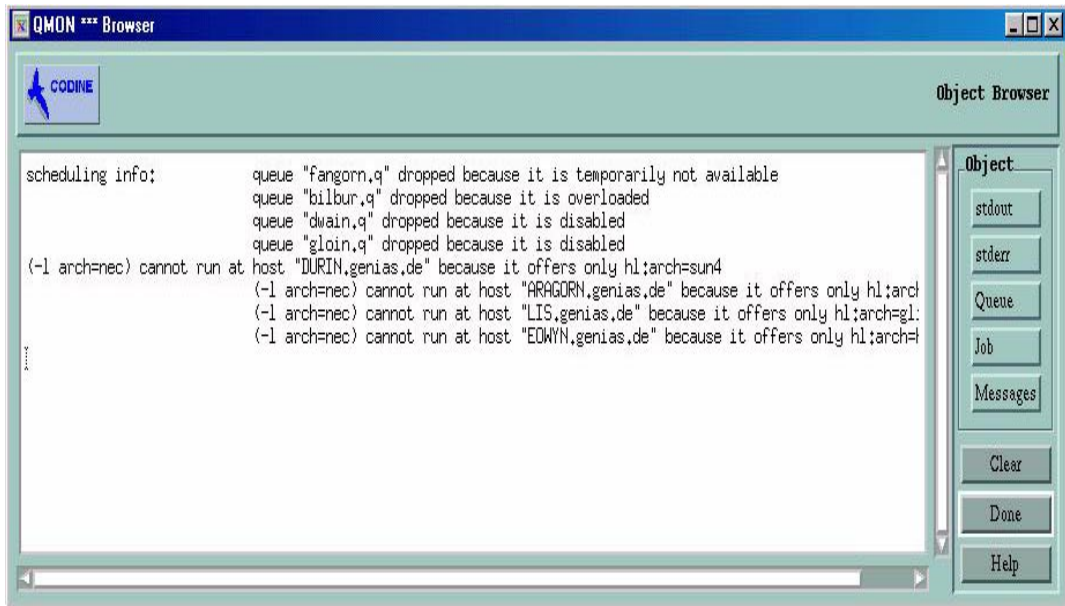 QMON *** Browser
CODINE
Object Browser
scheduling info: queue "fangorn.q" dropped because it is temporarily not available
queue "bilbur.q" dropped because it is overloaded
queue "dwain.q" dropped because it is disabled
queue "gloin.q" dropped because it is disabled
(-l arch=nec) cannot run at host "DURIN.genias.de" because it offers only hl:arch=sun4
(-l arch=nec) cannot run at host "ARAGORN.genias.de" because it offers only hl:arch
(-l arch=nec) cannot run at host "LIS.genias.de" because it offers only hl:arch=gl
(-l arch=nec) cannot run at host "EOWYN.genias.de" because it offers only hl:arch=
Object
stdout
stderr
Queue
Job
Messages
Clear
Done
Help